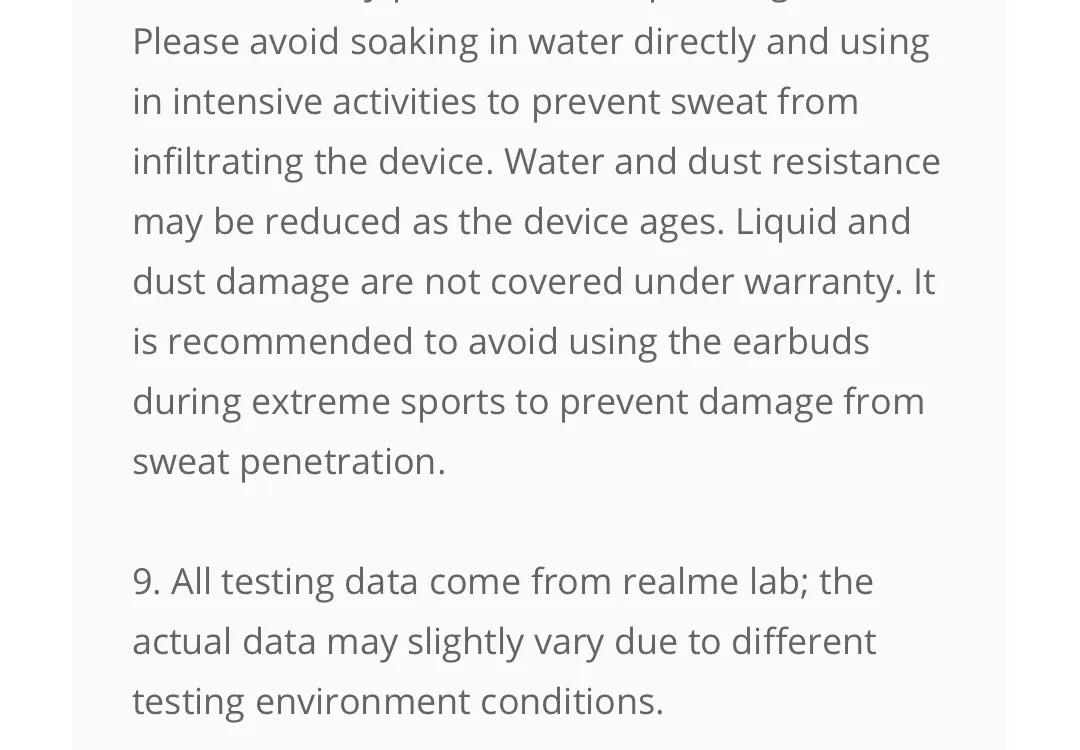 Please avoid soaking in water directly and using
in intensive activities to prevent sweat from
infiltrating the device. Water and dust resistance
may be reduced as the device ages. Liquid and
dust damage are not covered under warranty. It
is recommended to avoid using the earbuds
during extreme sports to prevent damage from
sweat penetration.
9. All testing data come from realme lab; the
actual data may slightly vary due to different
testing environment conditions.